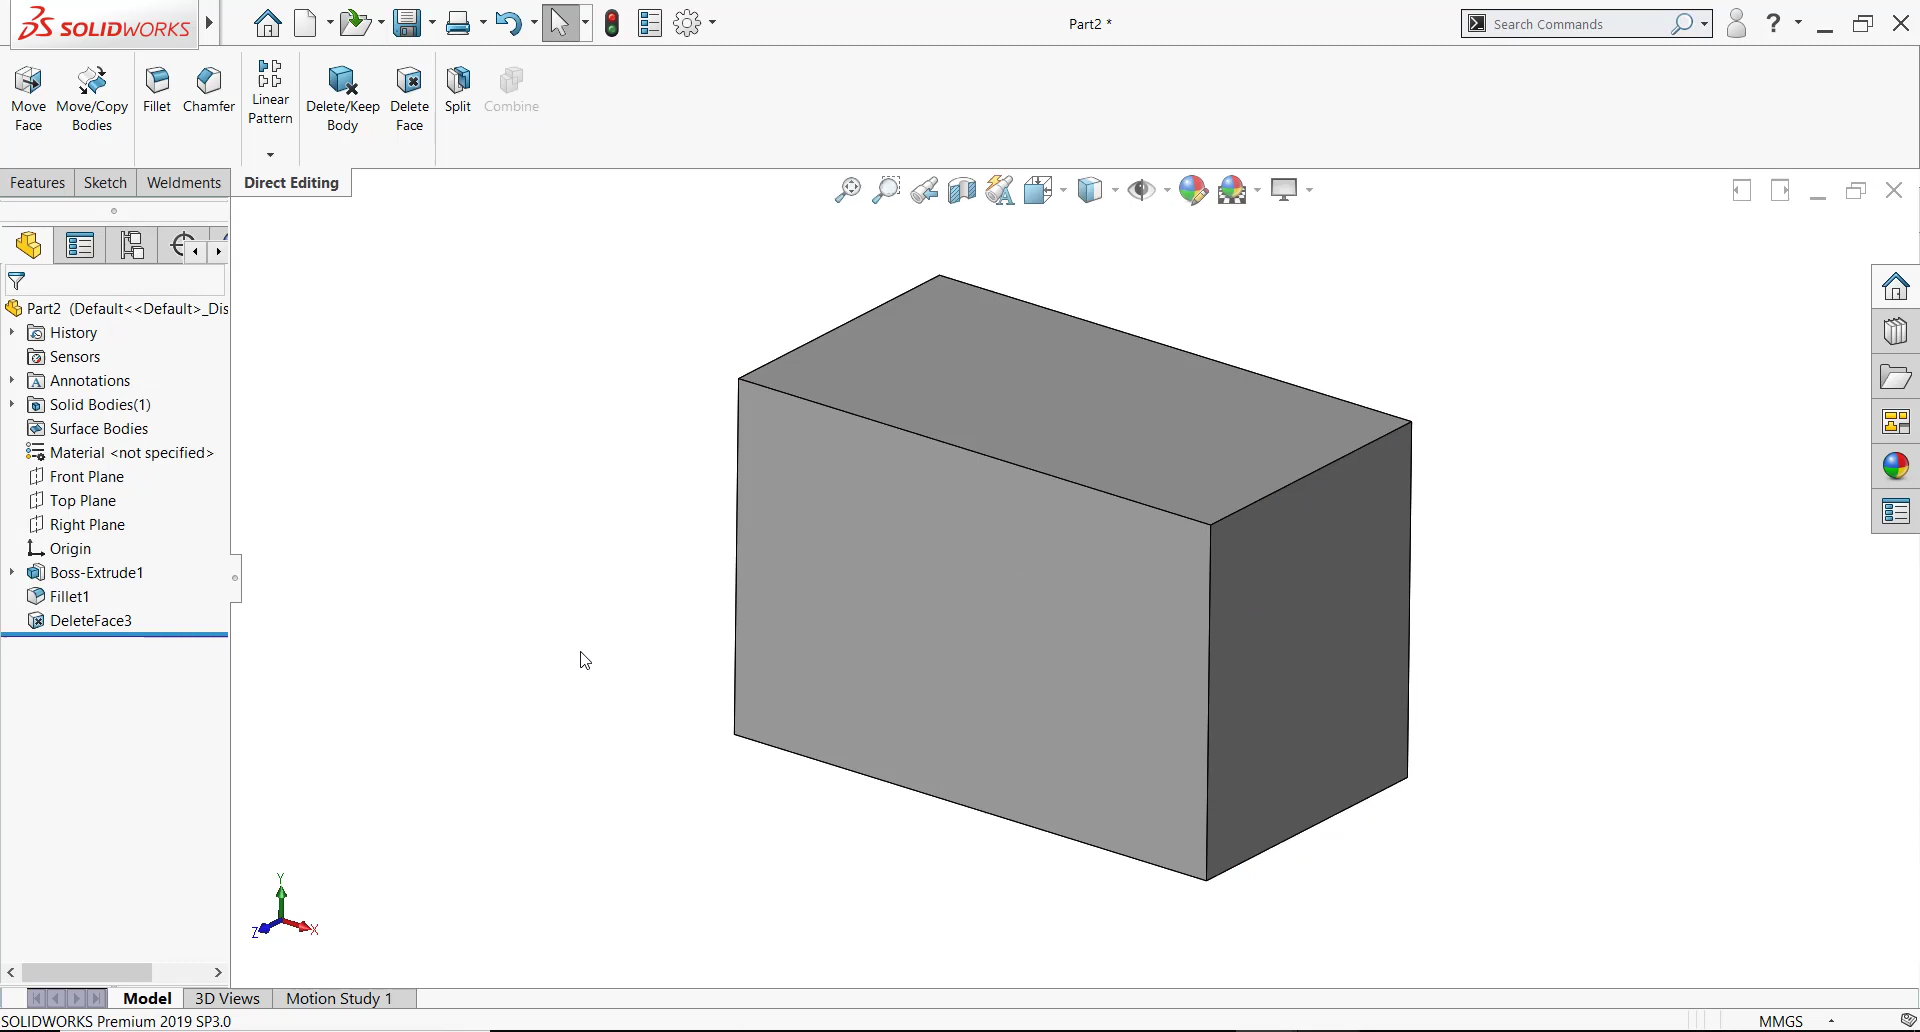 SOLIDWORKS
Part2 *
Search Commands
?
Move Face
Move/Copy Bodies
Fillet
Chamfer
Linear Pattern
Delete/Keep Body
Delete Face
Split
Combine
Features
Sketch
Weldments
Direct Editing
Part2 (Default<<Default>_Dis
History
Sensors
Annotations
Solid Bodies(1)
Surface Bodies
Material <not specified>
Front Plane
Top Plane
Right Plane
Origin
Boss-Extrude1
Fillet1
DeleteFace3
Y
Z
X
Model
3D Views
Motion Study 1
SOLIDWORKS Premium 2019 SP3.0
MMGS